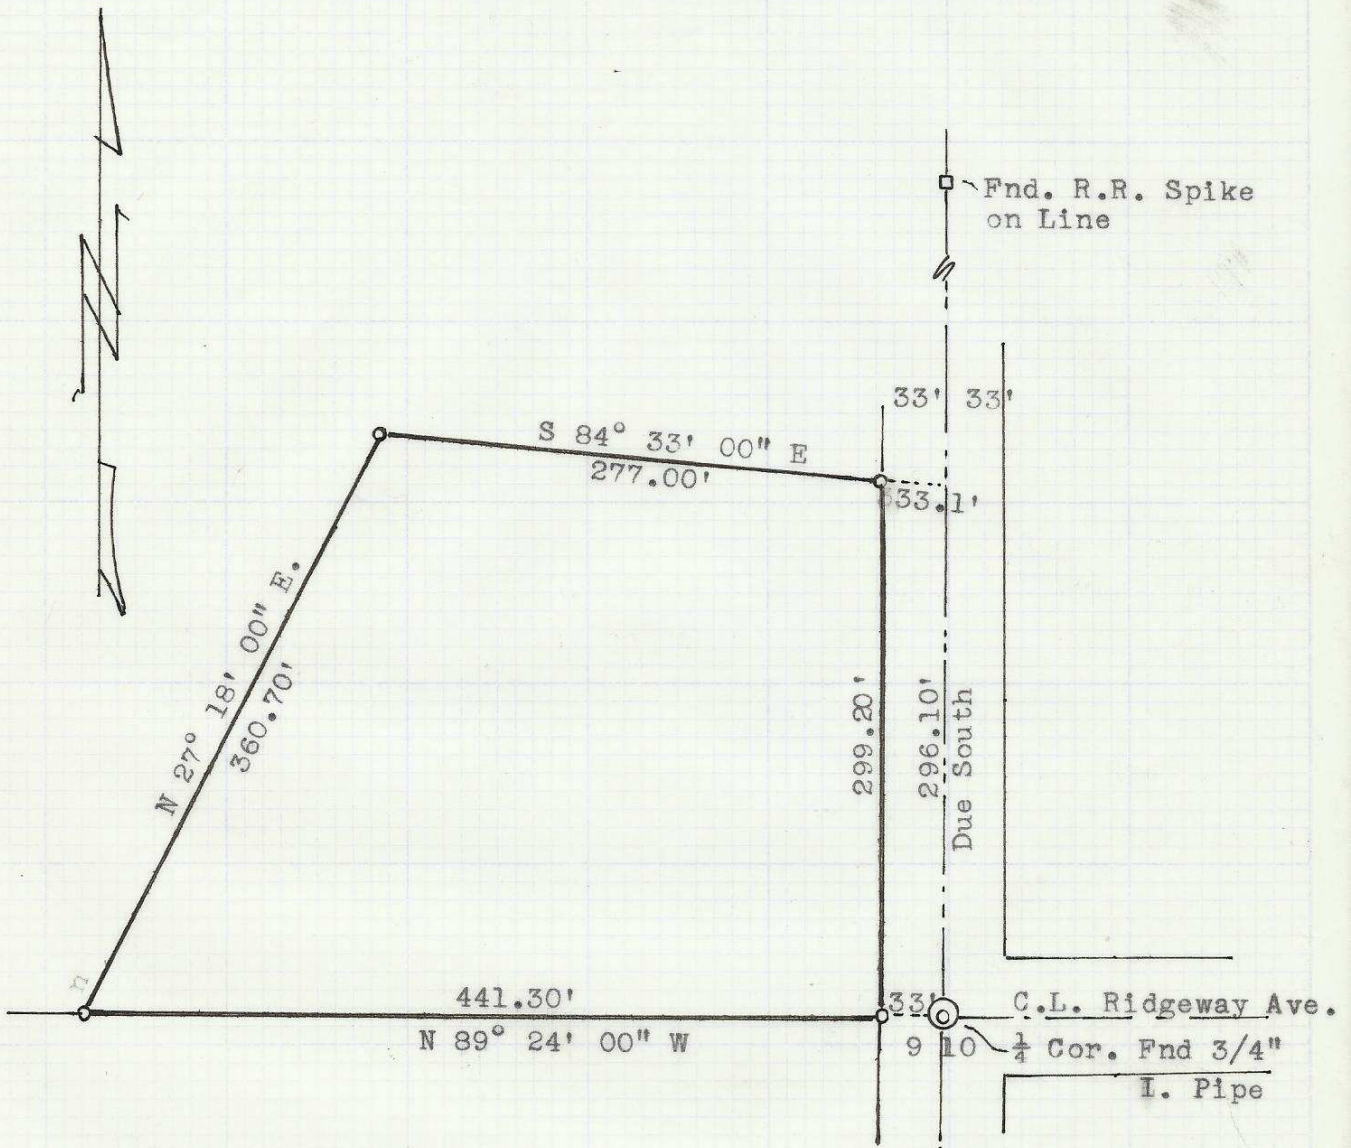 Fnd. R.R. Spike
on Line
33' 33'
S 84° 33' 00" E
277.00'
33.1'
N 27° 18' 00" E.
360.70'
299.20'
296.10'
Due South
441.30'
N 89° 24' 00" W
33'
C.L. Ridgeway Ave.
9 10
¼ Cor. Fnd 3/4"
I. Pipe